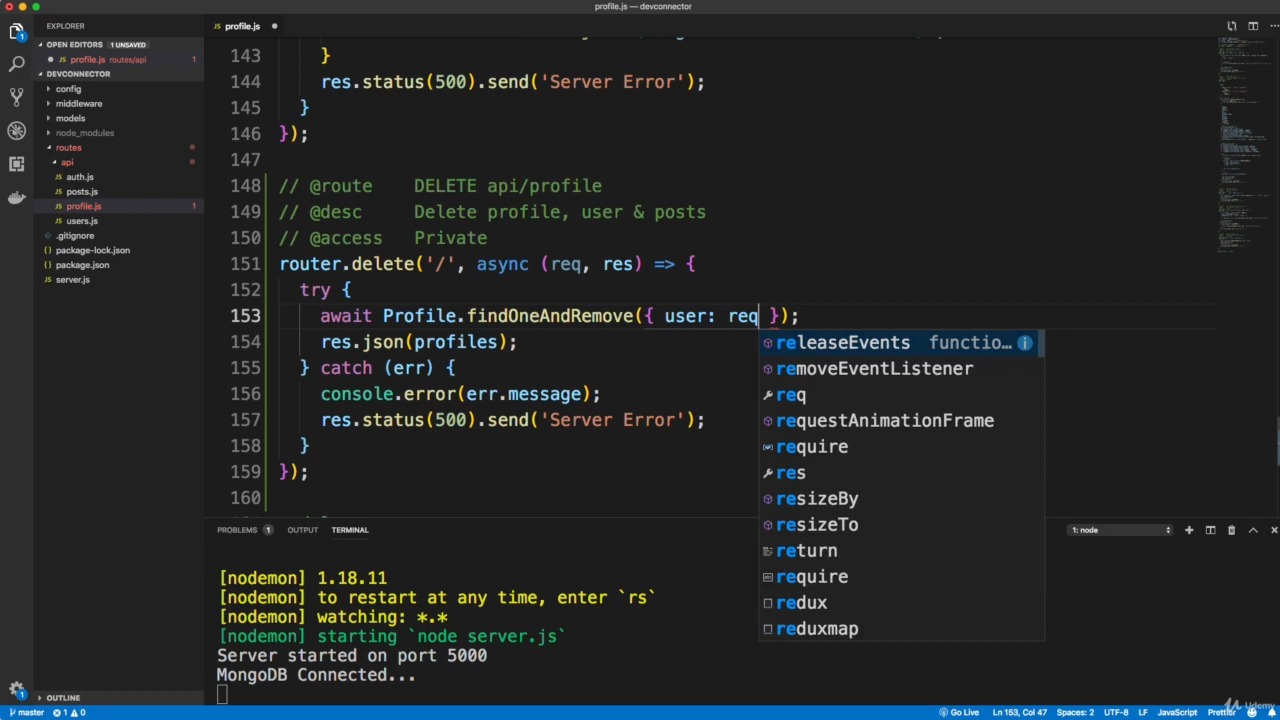 profile.js — devconnector
EXPLORER
OPEN EDITORS 1 UNSAVED
JS profile.js routes/api 1
DEVCONNECTOR
config
middleware
models
node_modules
routes
api
JS auth.js
JS posts.js
JS profile.js 1
JS users.js
.gitignore
{} package-lock.json
{} package.json
JS server.js
OUTLINE
JS profile.js
143 }
144 res.status(500).send('Server Error');
145 }
146 });
147
148 // @route DELETE api/profile
149 // @desc Delete profile, user & posts
150 // @access Private
151 router.delete('/', async (req, res) => {
152 try {
153 await Profile.findOneAndRemove({ user: req });
154 res.json(profiles);
155 } catch (err) {
156 console.error(err.message);
157 res.status(500).send('Server Error');
158 }
159 });
160
releaseEvents functio…
removeEventListener
req
requestAnimationFrame
require
res
resizeBy
resizeTo
return
require
redux
reduxmap
PROBLEMS 1 OUTPUT TERMINAL 1: node
[nodemon] 1.18.11
[nodemon] to restart at any time, enter `rs`
[nodemon] watching: *.*
[nodemon] starting `node server.js`
Server started on port 5000
MongoDB Connected...
master 1 0 Go Live Ln 153, Col 47 Spaces: 2 UTF-8 LF JavaScript Prettier
Udemy